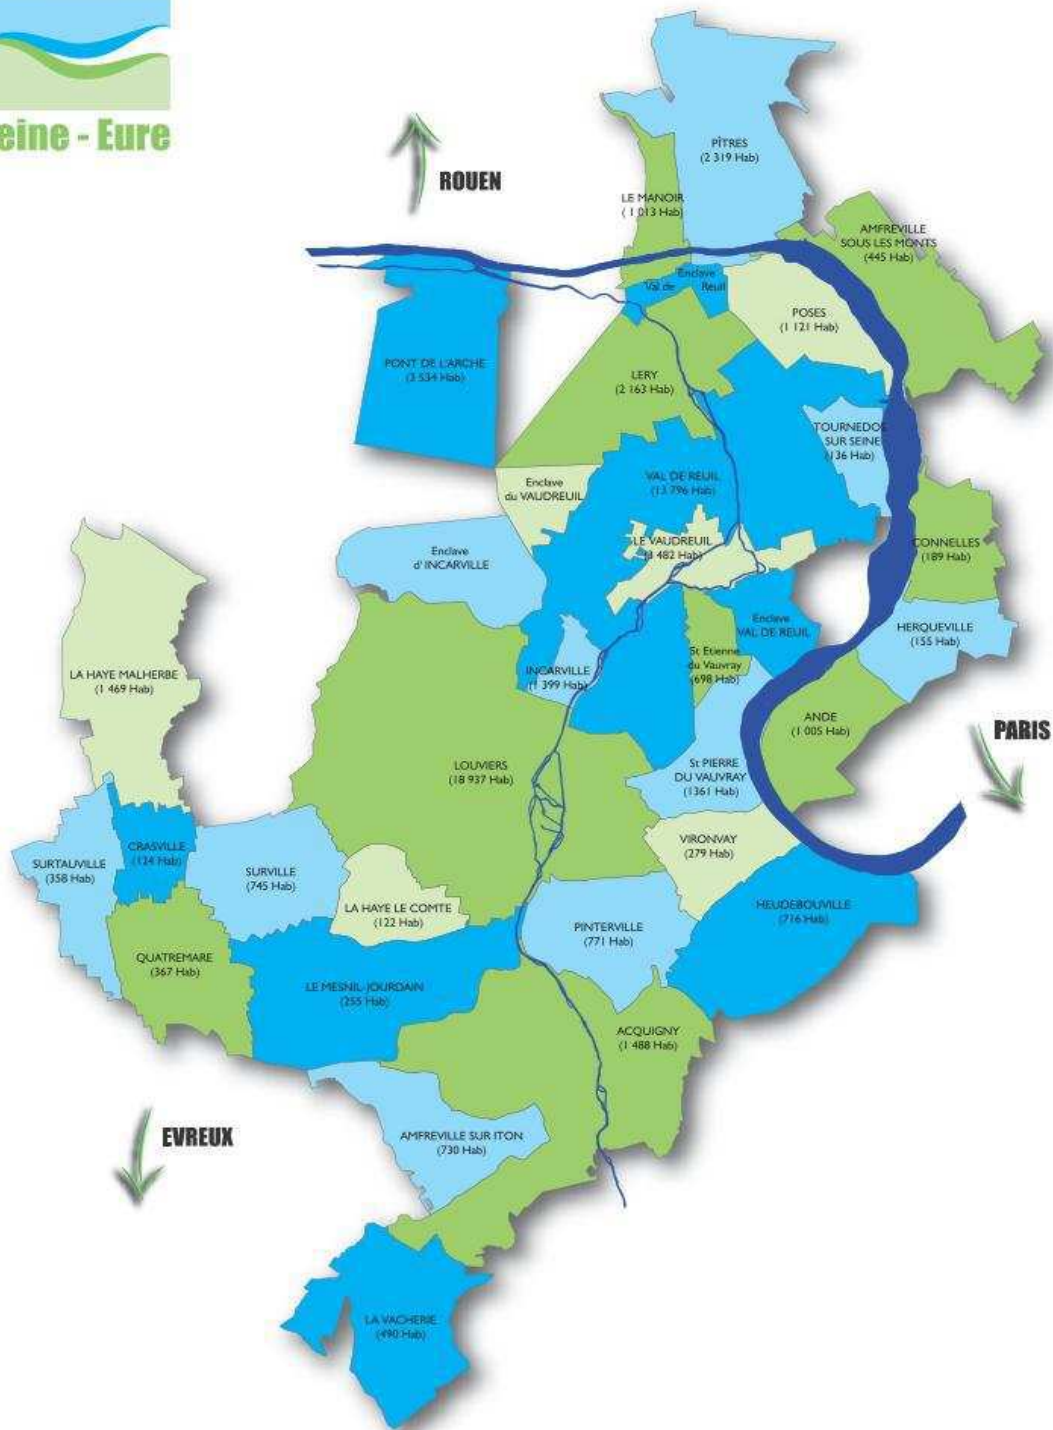 eine - Eure
ROUEN
PÎTRES
(2 319 Hab)
LE MANOIR
(1 013 Hab)
AMFREVILLE
SOUS LES MONTS
(445 Hab)
Enclave
Val de Reuil
POSES
(1 121 Hab)
PONT DE L'ARCHE
(3 534 Hab)
LERY
(2 163 Hab)
TOURNEDOS
SUR SEINE
(136 Hab)
Enclave
du VAUDREUIL
VAL DE REUIL
(13 796 Hab)
LE VAUDREUIL
(3 482 Hab)
CONNELLES
(189 Hab)
Enclave
d' INCARVILLE
Enclave
VAL DE REUIL
HERQUEVILLE
(155 Hab)
St Etienne
du Vauvray
(698 Hab)
INCARVILLE
(1 399 Hab)
LA HAYE MALHERBE
(1 469 Hab)
ANDE
(1 005 Hab)
PARIS
LOUVIERS
(18 937 Hab)
St PIERRE
DU VAUVRAY
(1361 Hab)
VIRONVAY
(279 Hab)
CRASVILLE
(124 Hab)
SURTAUVILLE
(358 Hab)
SURVILLE
(745 Hab)
LA HAYE LE COMTE
(122 Hab)
HEUDEBOUVILLE
(716 Hab)
PINTERVILLE
(771 Hab)
QUATREMARE
(367 Hab)
LE MESNIL-JOURDAIN
(255 Hab)
ACQUIGNY
(1 488 Hab)
EVREUX
AMFREVILLE SUR ITON
(730 Hab)
LA VACHERIE
(490 Hab)